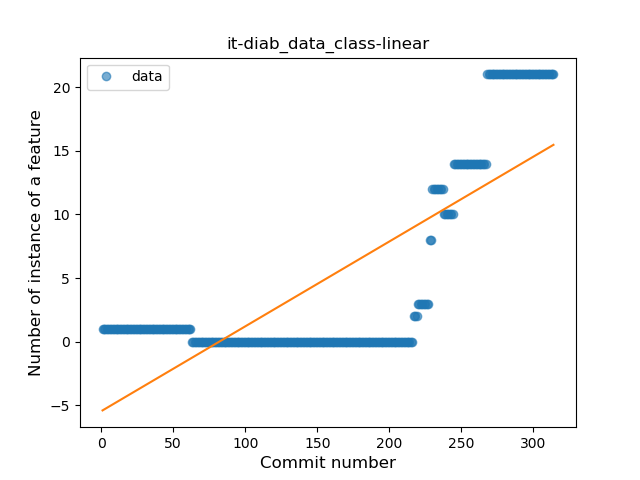 it-diab_data_class-linear
data
Number of instance of a feature
20
15
10
5
0
−5
0 50 100 150 200 250 300
Commit number